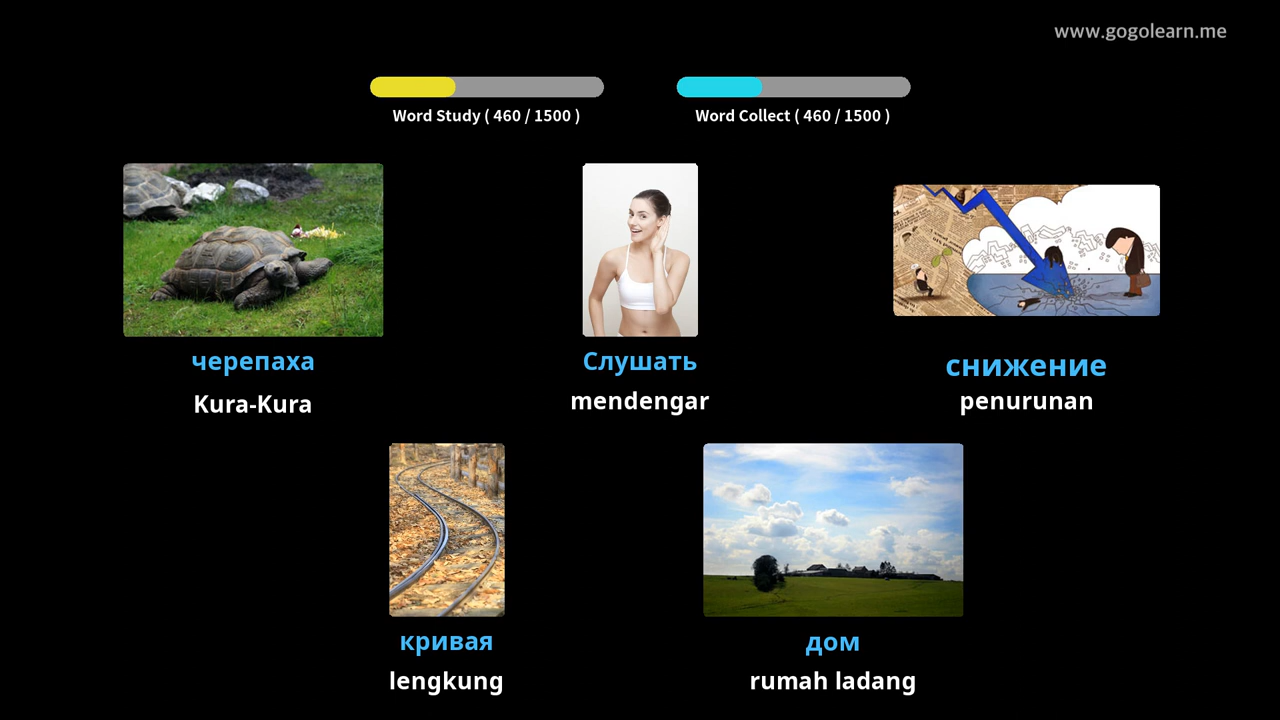 www.gogolearn.me
Word Study ( 460 / 1500 )
Word Collect ( 460 / 1500 )
черепаха
Kura-Kura
Слушать
mendengar
снижение
penurunan
кривая
lengkung
дом
rumah ladang